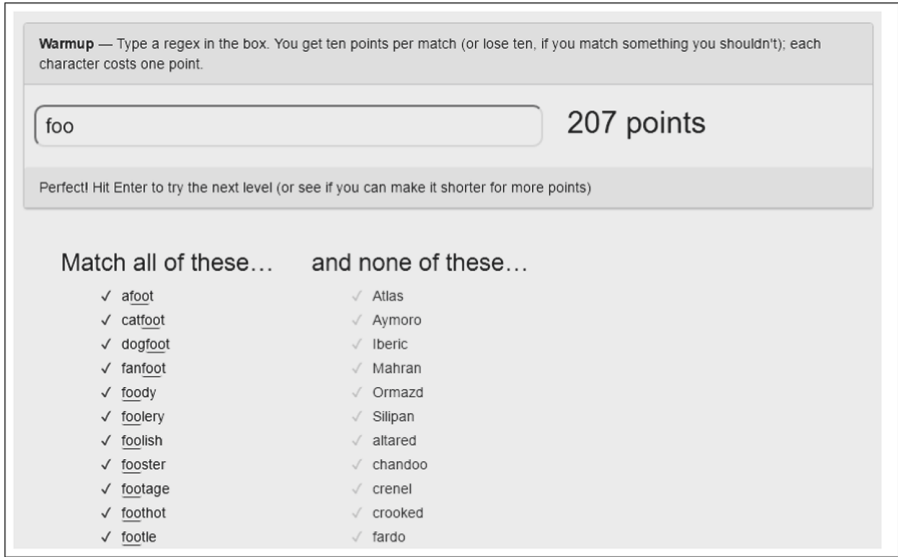 Warmup — Type a regex in the box. You get ten points per match (or lose ten, if you match something you shouldn't); each
character costs one point.
foo
207 points
Perfect! Hit Enter to try the next level (or see if you can make it shorter for more points)
Match all of these…
and none of these…
✓ afoot
✓ catfoot
✓ dogfoot
✓ fanfoot
✓ foody
✓ foolery
✓ foolish
✓ fooster
✓ footage
✓ foothot
✓ footle
✓ Atlas
✓ Aymoro
✓ Iberic
✓ Mahran
✓ Ormazd
✓ Silipan
✓ altared
✓ chandoo
✓ crenel
✓ crooked
✓ fardo